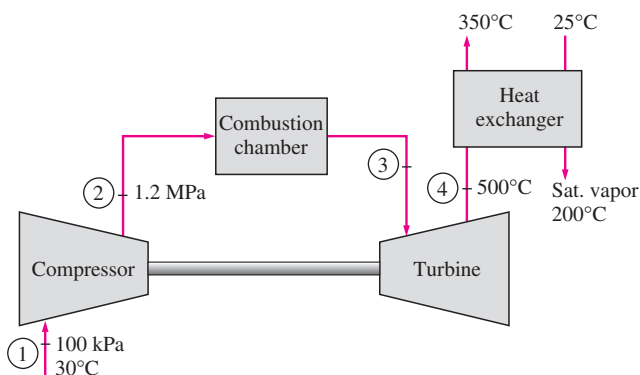 350°C
25°C
Heat
exchanger
Combustion
chamber
3
2
1.2 MPa
4
500°C
Sat. vapor
200°C
Compressor
Turbine
1
100 kPa
30°C